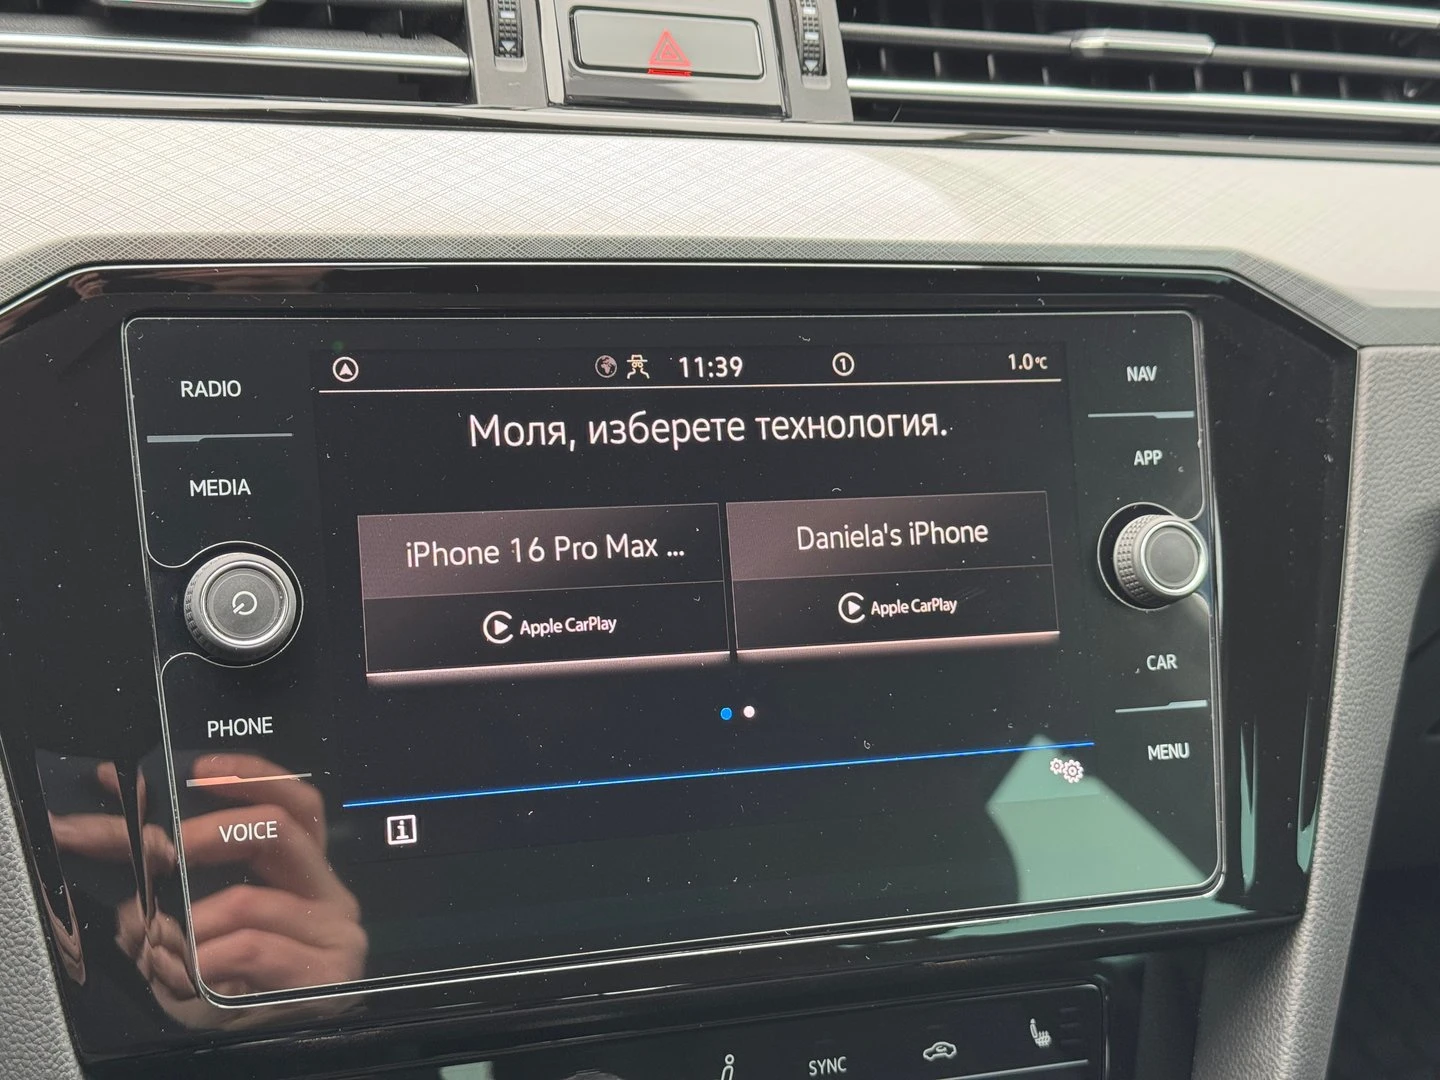 RADIO
MEDIA
PHONE
VOICE
11:39
1
1.0°C
Моля, изберете технология.
iPhone 16 Pro Max ...
Apple CarPlay
Daniela's iPhone
Apple CarPlay
i
NAV
APP
CAR
MENU
SYNC